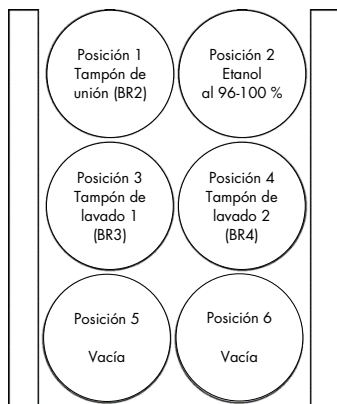 Posición 1
Tampón de
unión (BR2)
Posición 2
Etanol
al 96-100 %
Posición 3
Tampón de
lavado 1
(BR3)
Posición 4
Tampón de
lavado 2
(BR4)
Posición 5
Vacía
Posición 6
Vacía